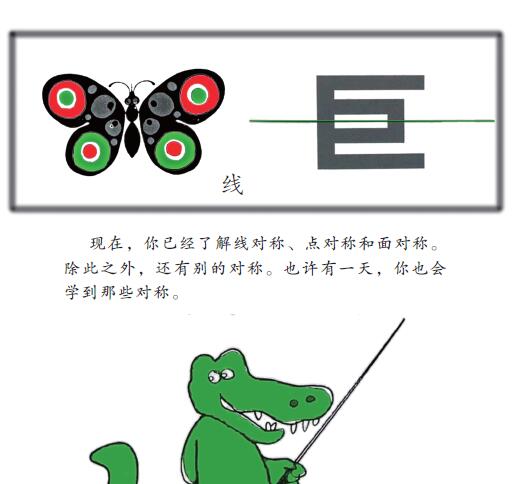 巨
线
现在，你已经了解线对称、点对称和面对称。
除此之外，还有别的对称。也许有一天，你也会
学到那些对称。